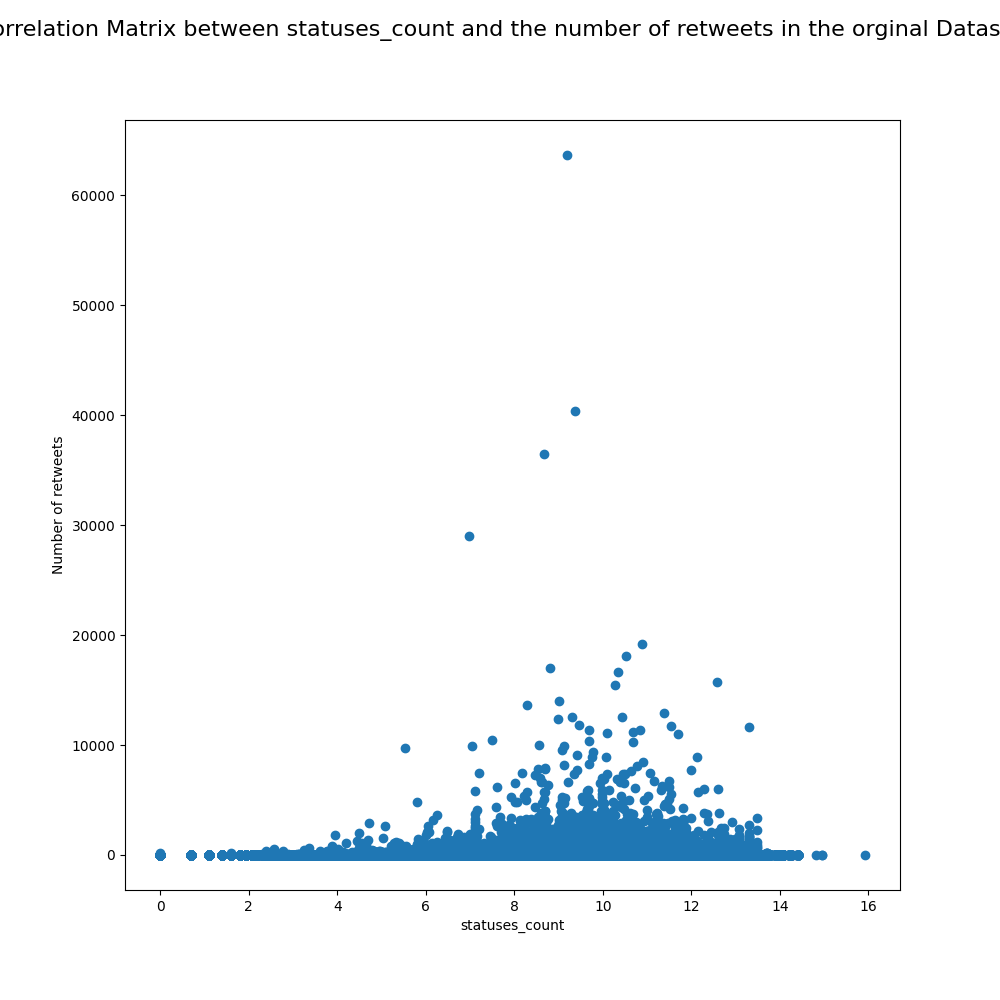 orrelation Matrix between statuses_count and the number of retweets in the orginal Datas
60000
50000
40000
30000
20000
10000
0
Number of retweets
0 2 4 6 8 10 12 14 16
statuses_count